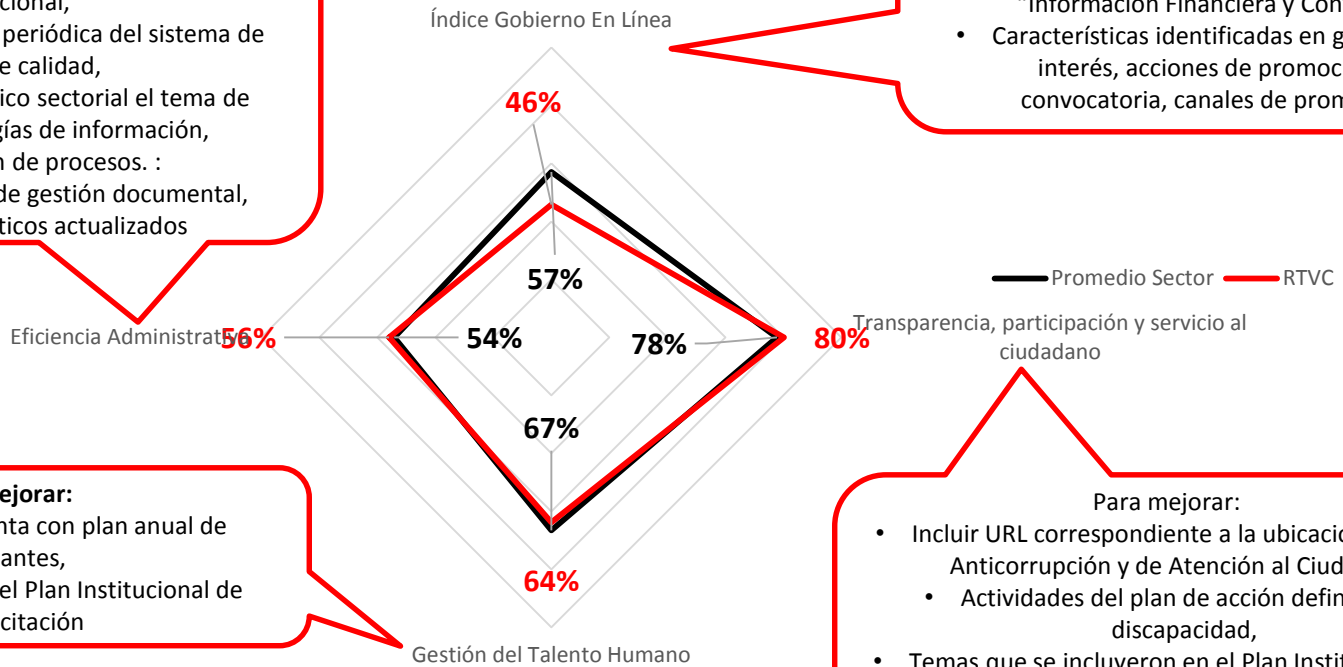 cional,
periódica del sistema de
e calidad,
ico sectorial el tema de
gías de información,
n de procesos. :
de gestión documental,
ticos actualizados
Índice Gobierno En Línea
"Información Financiera y Con
• Características identificadas en g
interés, acciones de promoc
convocatoria, canales de pro
46%
57%
Promedio Sector
RTVC
Eficiencia Administrativa
56%
54%
78%
80%
Transparencia, participación y servicio al
ciudadano
67%
64%
Gestión del Talento Humano
ejorar:
nta con plan anual de
antes,
el Plan Institucional de
citación
Para mejorar:
• Incluir URL correspondiente a la ubicació
Anticorrupción y de Atención al Ciud
• Actividades del plan de acción defin
discapacidad,
• Temas que se incluyeron en el Plan Instit